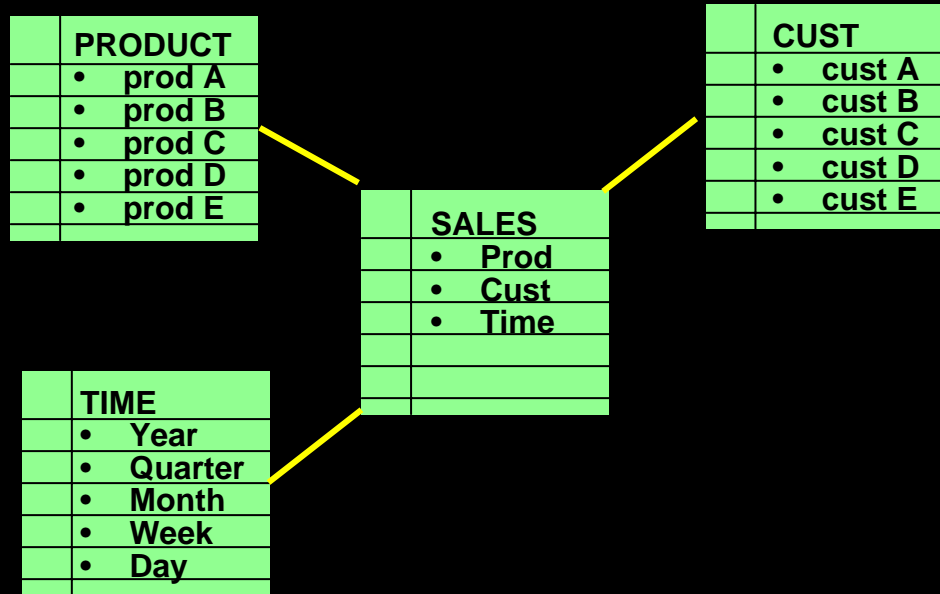 PRODUCT
• prod A
• prod B
• prod C
• prod D
• prod E
CUST
• cust A
• cust B
• cust C
• cust D
• cust E
SALES
• Prod
• Cust
• Time
TIME
• Year
• Quarter
• Month
• Week
• Day